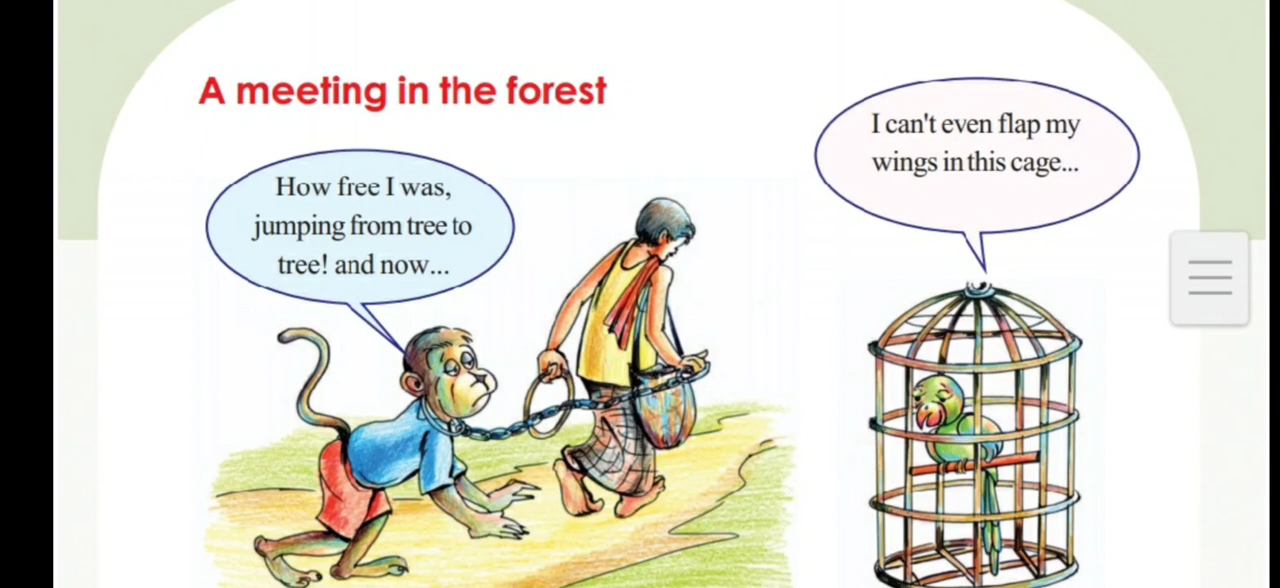 A meeting in the forest
How free I was,
jumping from tree to
tree! and now...
I can't even flap my
wings in this cage...